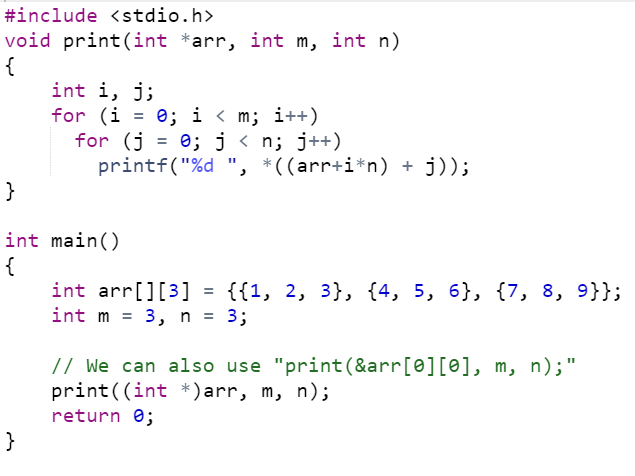 #include <stdio.h>
void print(int *arr, int m, int n)
{
    int i, j;
    for (i = 0; i < m; i++)
      for (j = 0; j < n; j++)
        printf("%d ", *((arr+i*n) + j));
}

int main()
{
    int arr[][3] = {{1, 2, 3}, {4, 5, 6}, {7, 8, 9}};
    int m = 3, n = 3;

    // We can also use "print(&arr[0][0], m, n);"
    print((int *)arr, m, n);
    return 0;
}